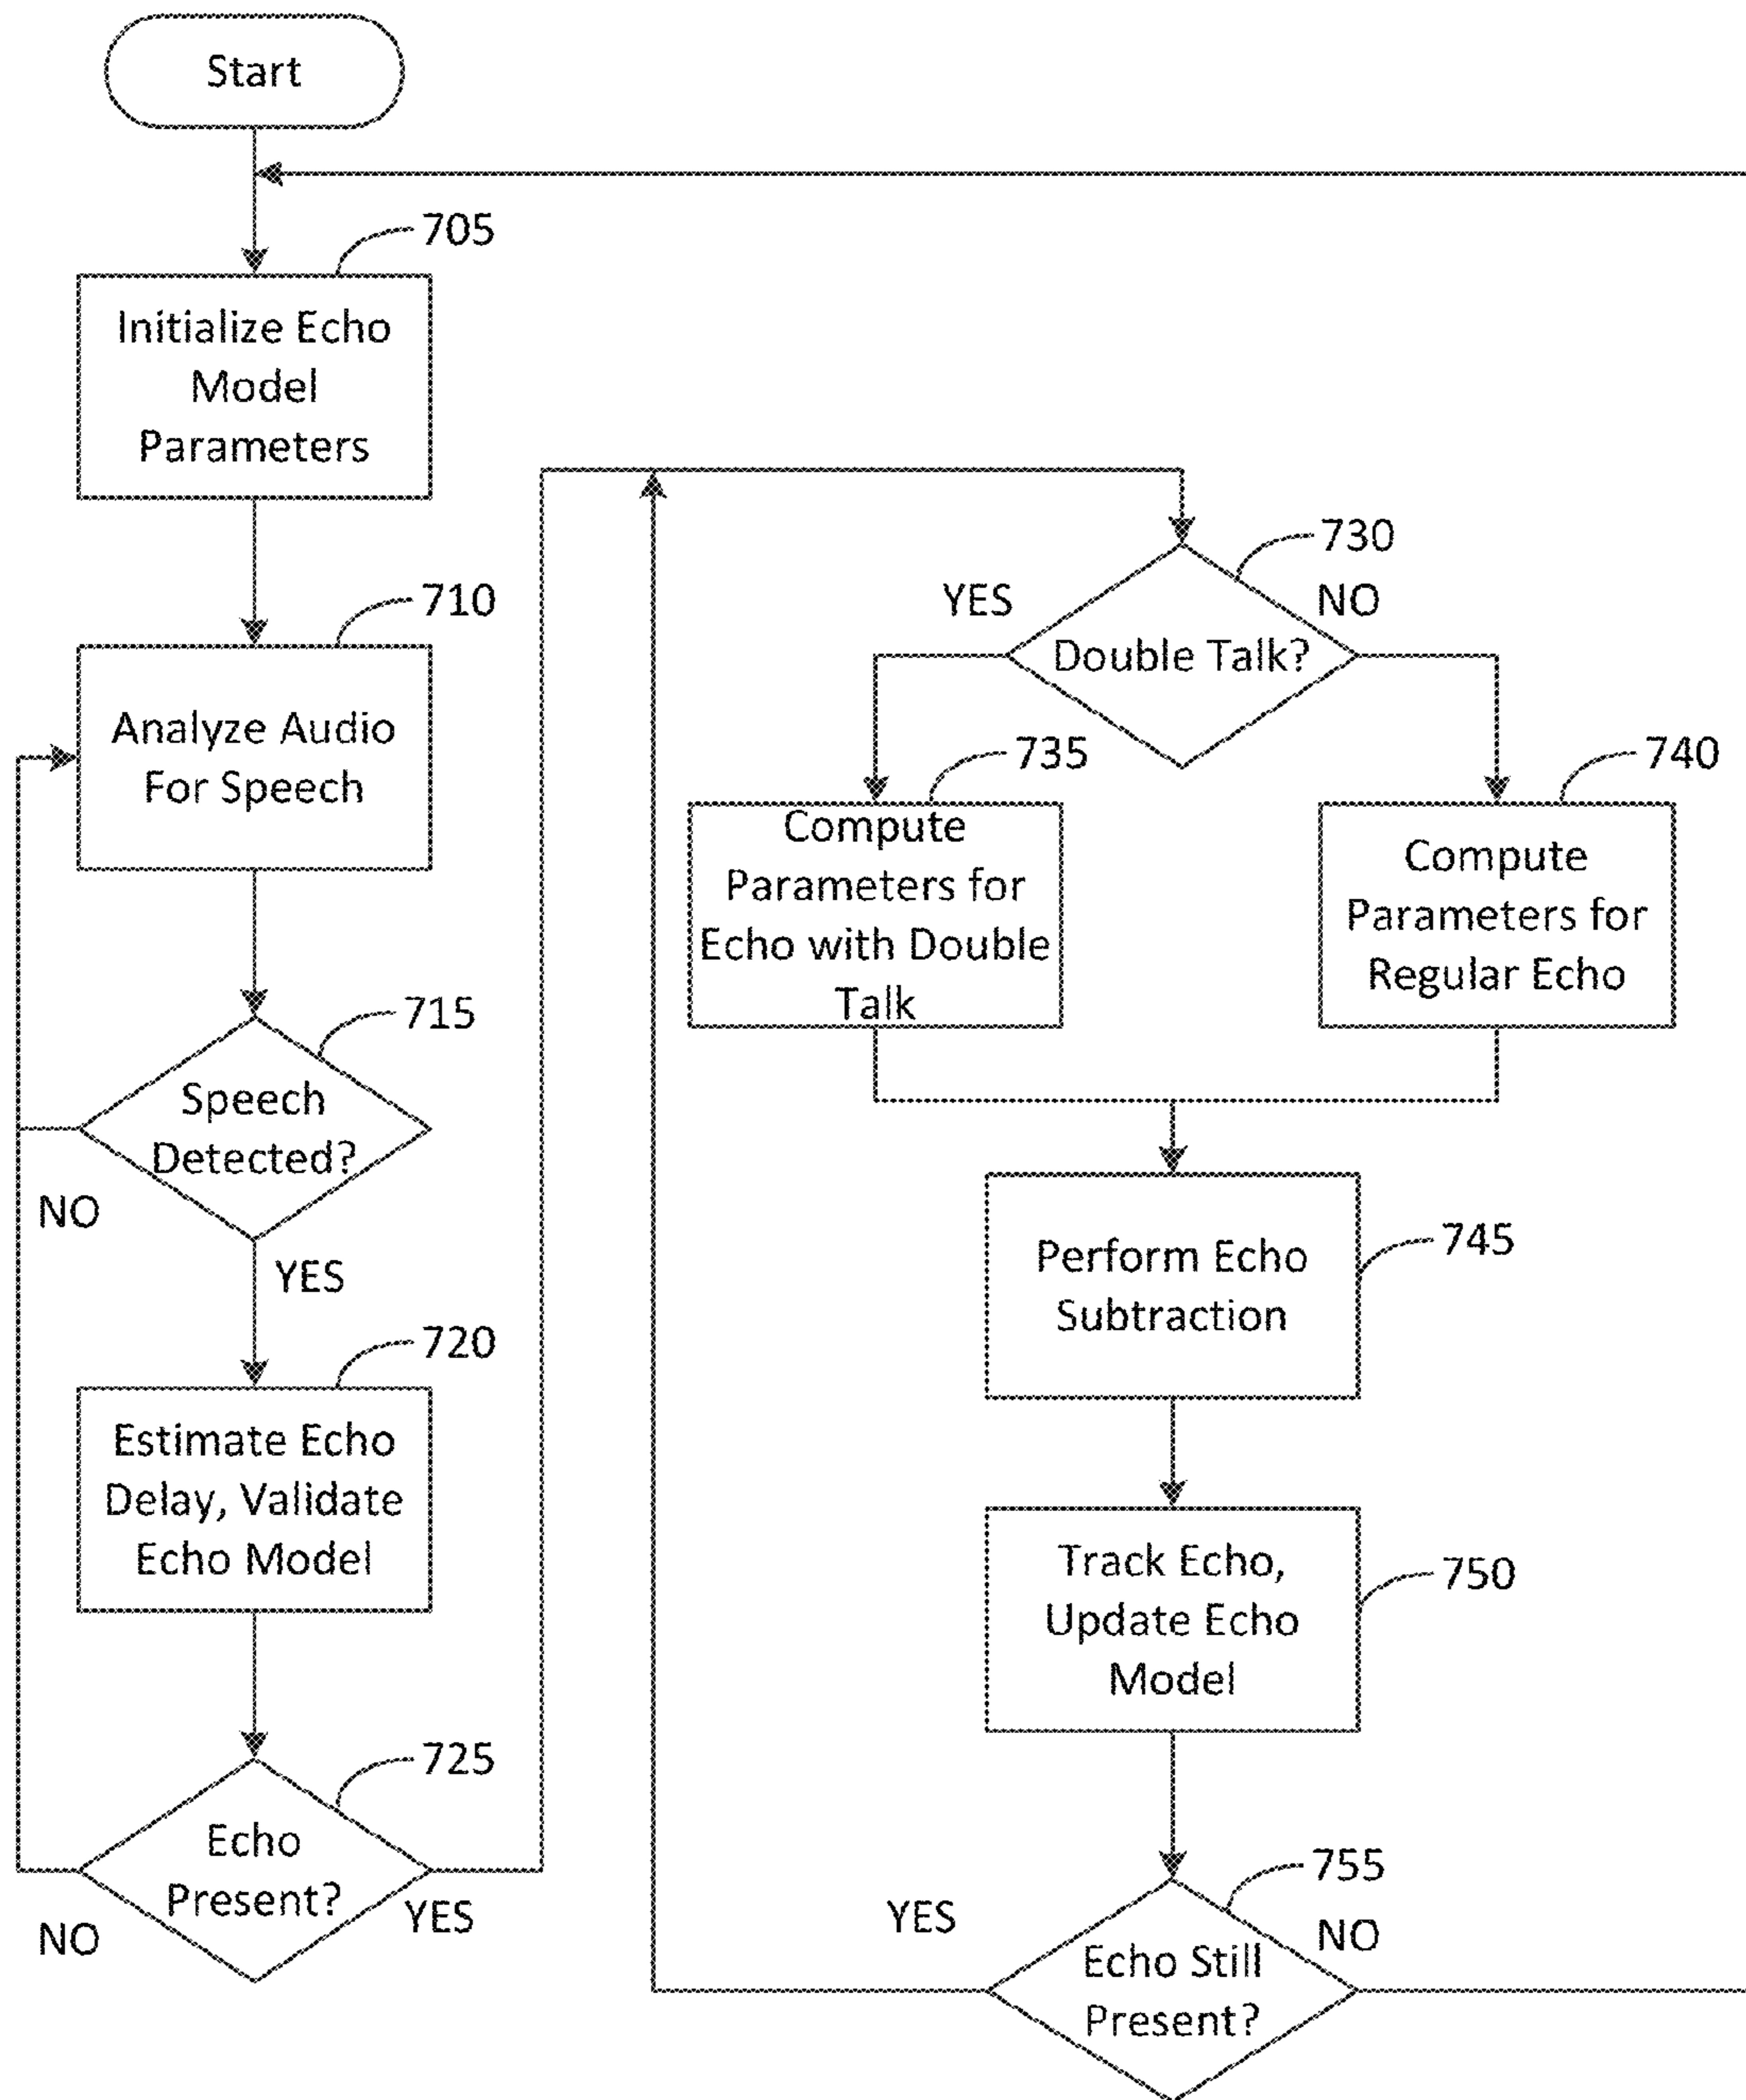 Start
705
Initialize Echo
Model
Parameters
710
Analyze Audio
For Speech
715
Speech
Detected?
NO
YES
720
Estimate Echo
Delay, Validate
Echo Model
725
Echo
Present?
NO
YES
730
YES
NO
Double Talk?
735
Compute
Parameters for
Echo with Double
Talk
740
Compute
Parameters for
Regular Echo
745
Perform Echo
Subtraction
750
Track Echo,
Update Echo
Model
755
YES
NO
Echo Still
Present?